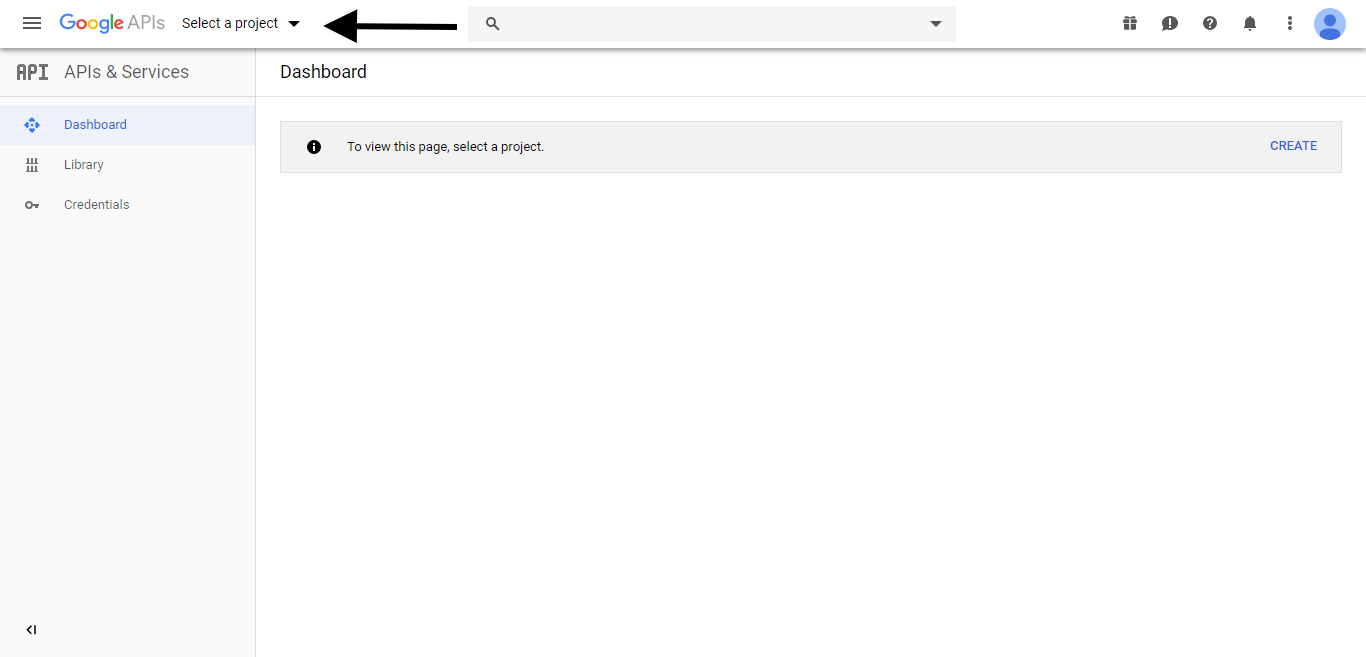 Google APIs Select a project
API APIs & Services
Dashboard
Dashboard
Library
Credentials
To view this page, select a project. CREATE